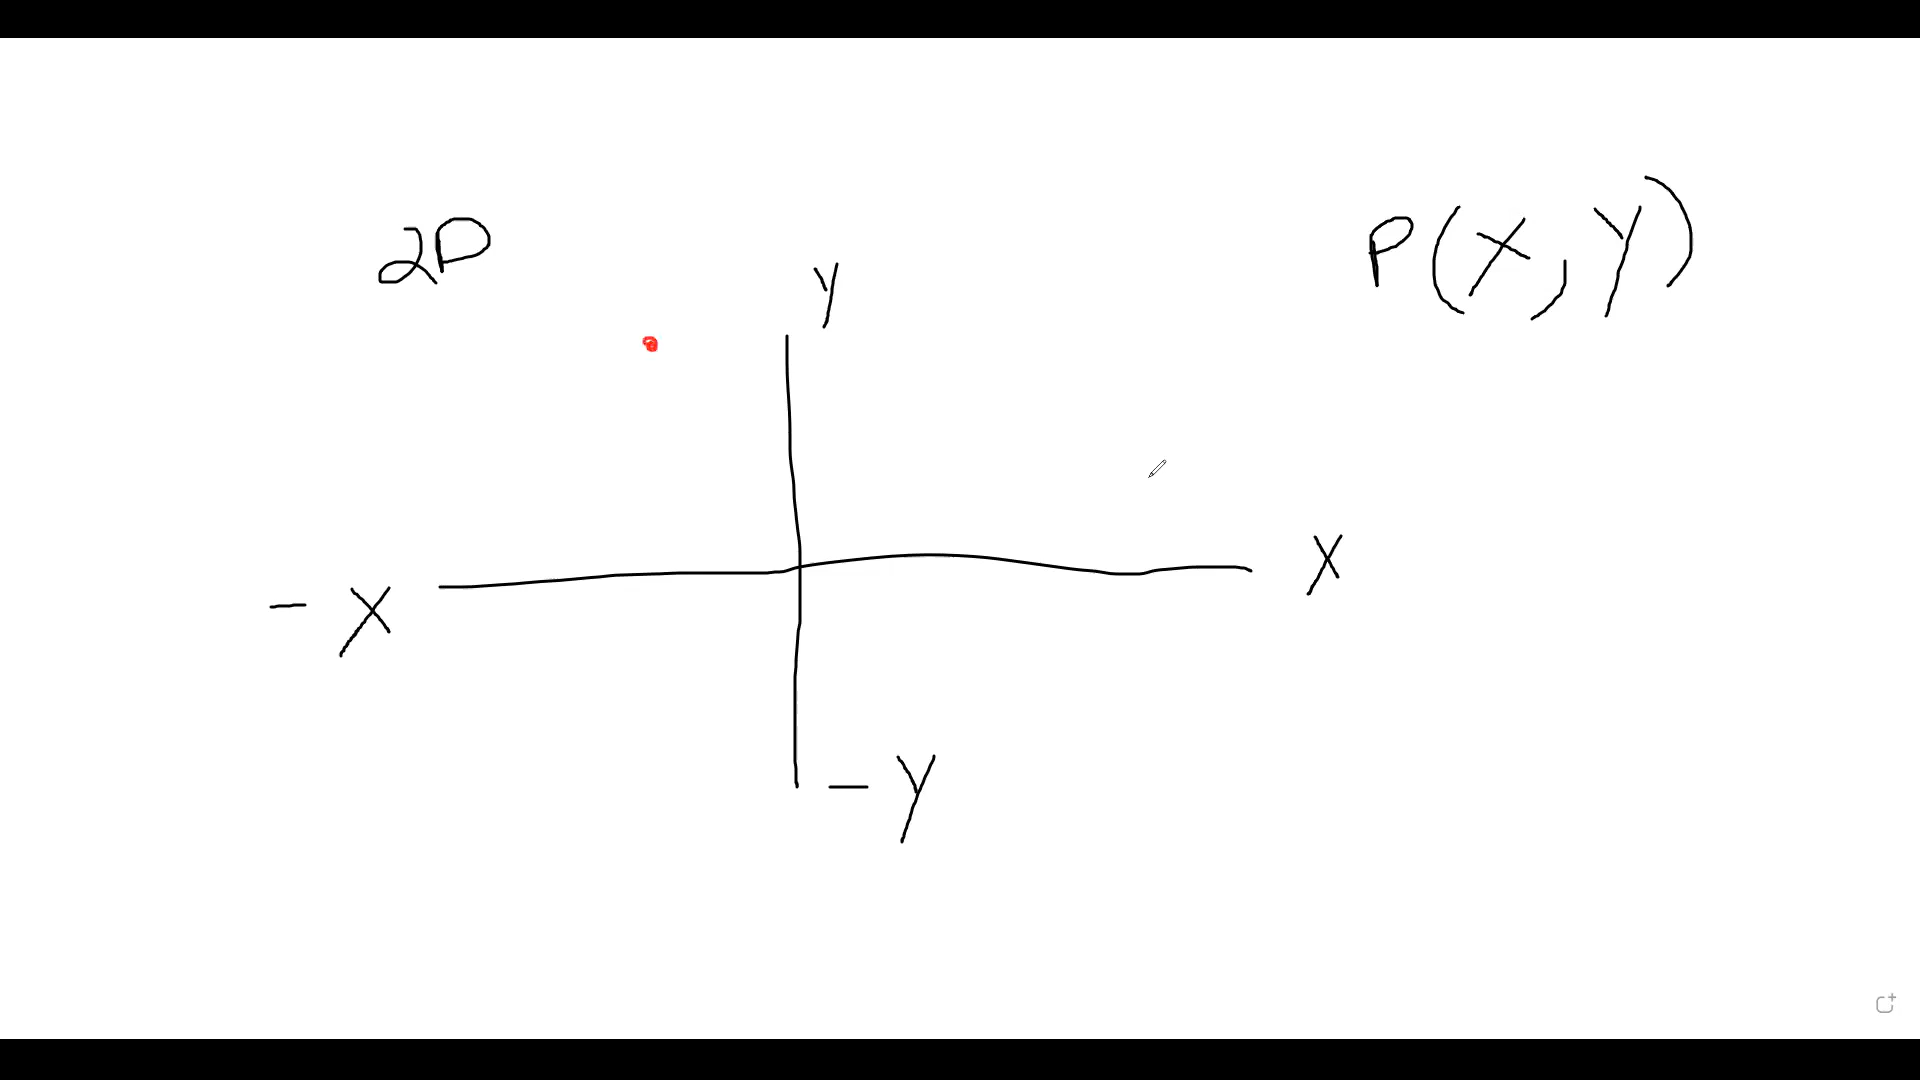 2D
P(x, y)
y
x
- x
- y